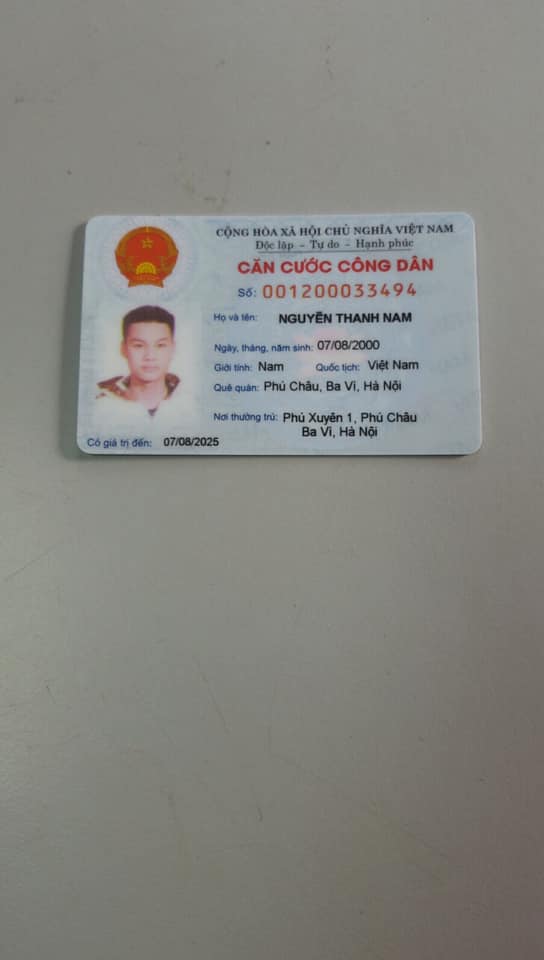 CỘNG HÒA XÃ HỘI CHỦ NGHĨA VIỆT NAM
Độc lập - Tự do - Hạnh phúc
CĂN CƯỚC CÔNG DÂN
Số: 001200033494
Họ và tên: NGUYỄN THANH NAM
Ngày, tháng, năm sinh: 07/08/2000
Giới tính: Nam Quốc tịch: Việt Nam
Quê quán: Phú Châu, Ba Vì, Hà Nội
Nơi thường trú: Phú Xuyên 1, Phú Châu
Ba Vì, Hà Nội
Có giá trị đến: 07/08/2025